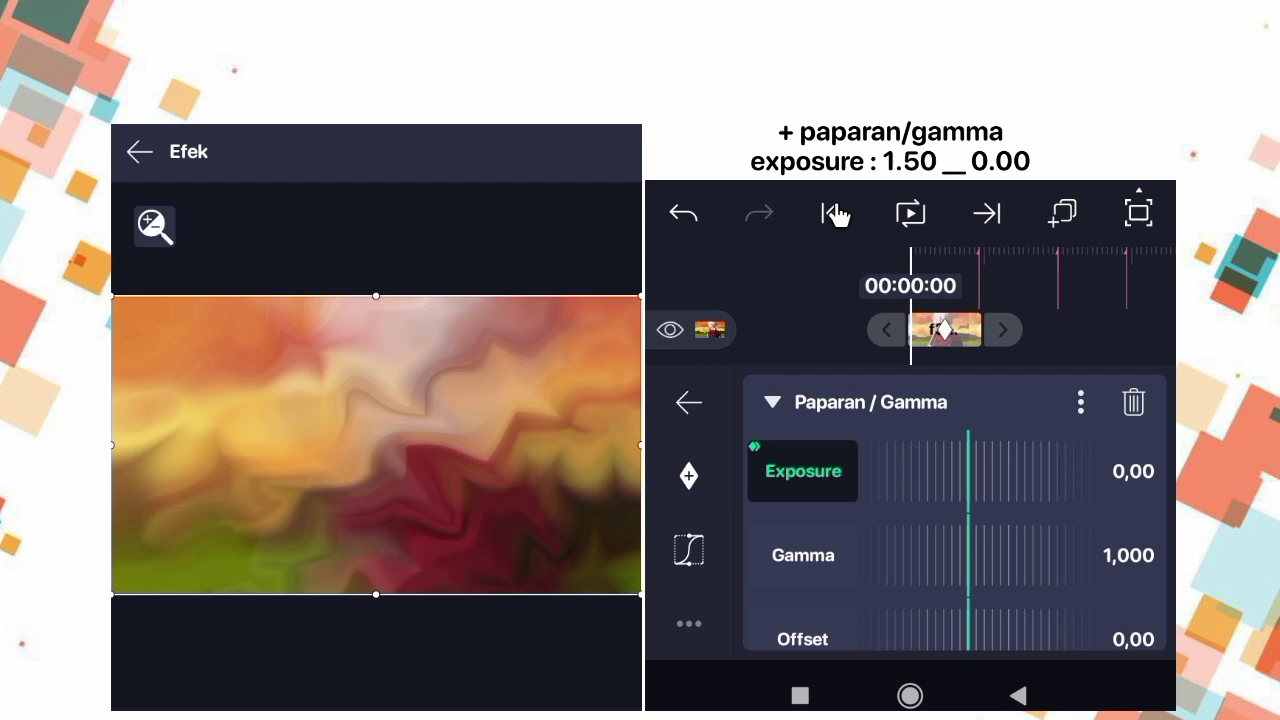 Efek
+ paparan/gamma
exposure : 1.50 __ 0.00
00:00:00
Paparan / Gamma
Exposure
0,00
Gamma
1,000
Offset
0,00